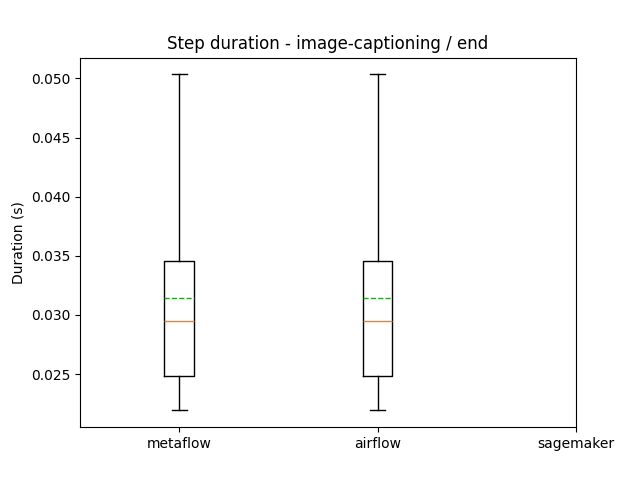 Step duration - image-captioning / end
Duration (s)
0.050
0.045
0.040
0.035
0.030
0.025
metaflow airflow sagemaker